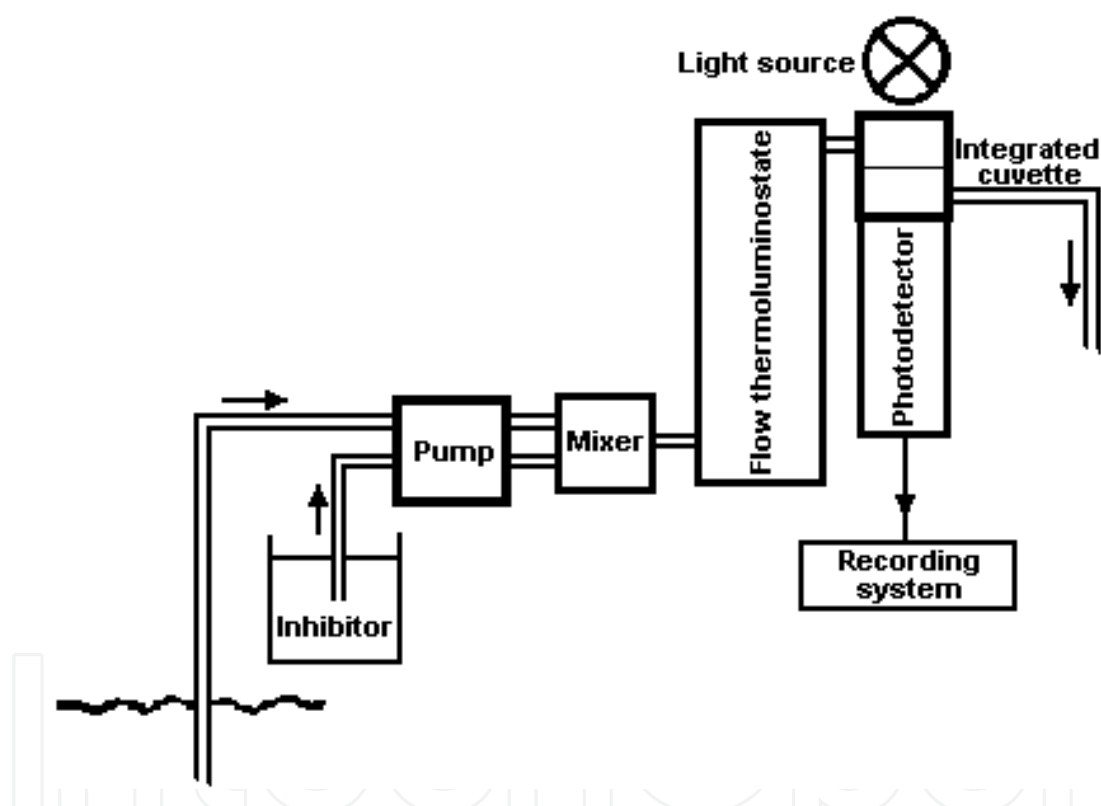 Light source
Integrated
cuvette
Flow thermoluminostate
Photodetector
Pump
Mixer
Recording
system
Inhibitor